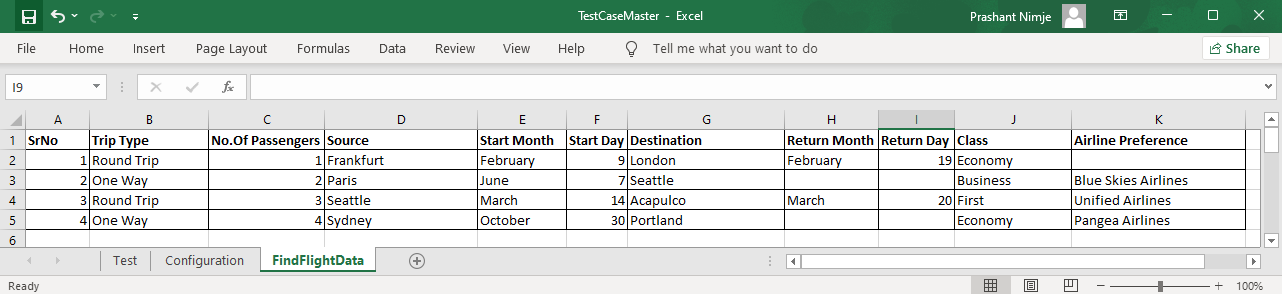 TestCaseMaster - Excel Prashant Nimje
File Home Insert Page Layout Formulas Data Review View Help Tell me what you want to do Share
I9 fx
A B C D E F G H I J K
1 SrNo Trip Type No.Of Passengers Source Start Month Start Day Destination Return Month Return Day Class Airline Preference
2 1 Round Trip 1 Frankfurt February 9 London February 19 Economy
3 2 One Way 2 Paris June 7 Seattle Business Blue Skies Airlines
4 3 Round Trip 3 Seattle March 14 Acapulco March 20 First Unified Airlines
5 4 One Way 4 Sydney October 30 Portland Economy Pangea Airlines
6
Test Configuration FindFlightData
Ready 100%